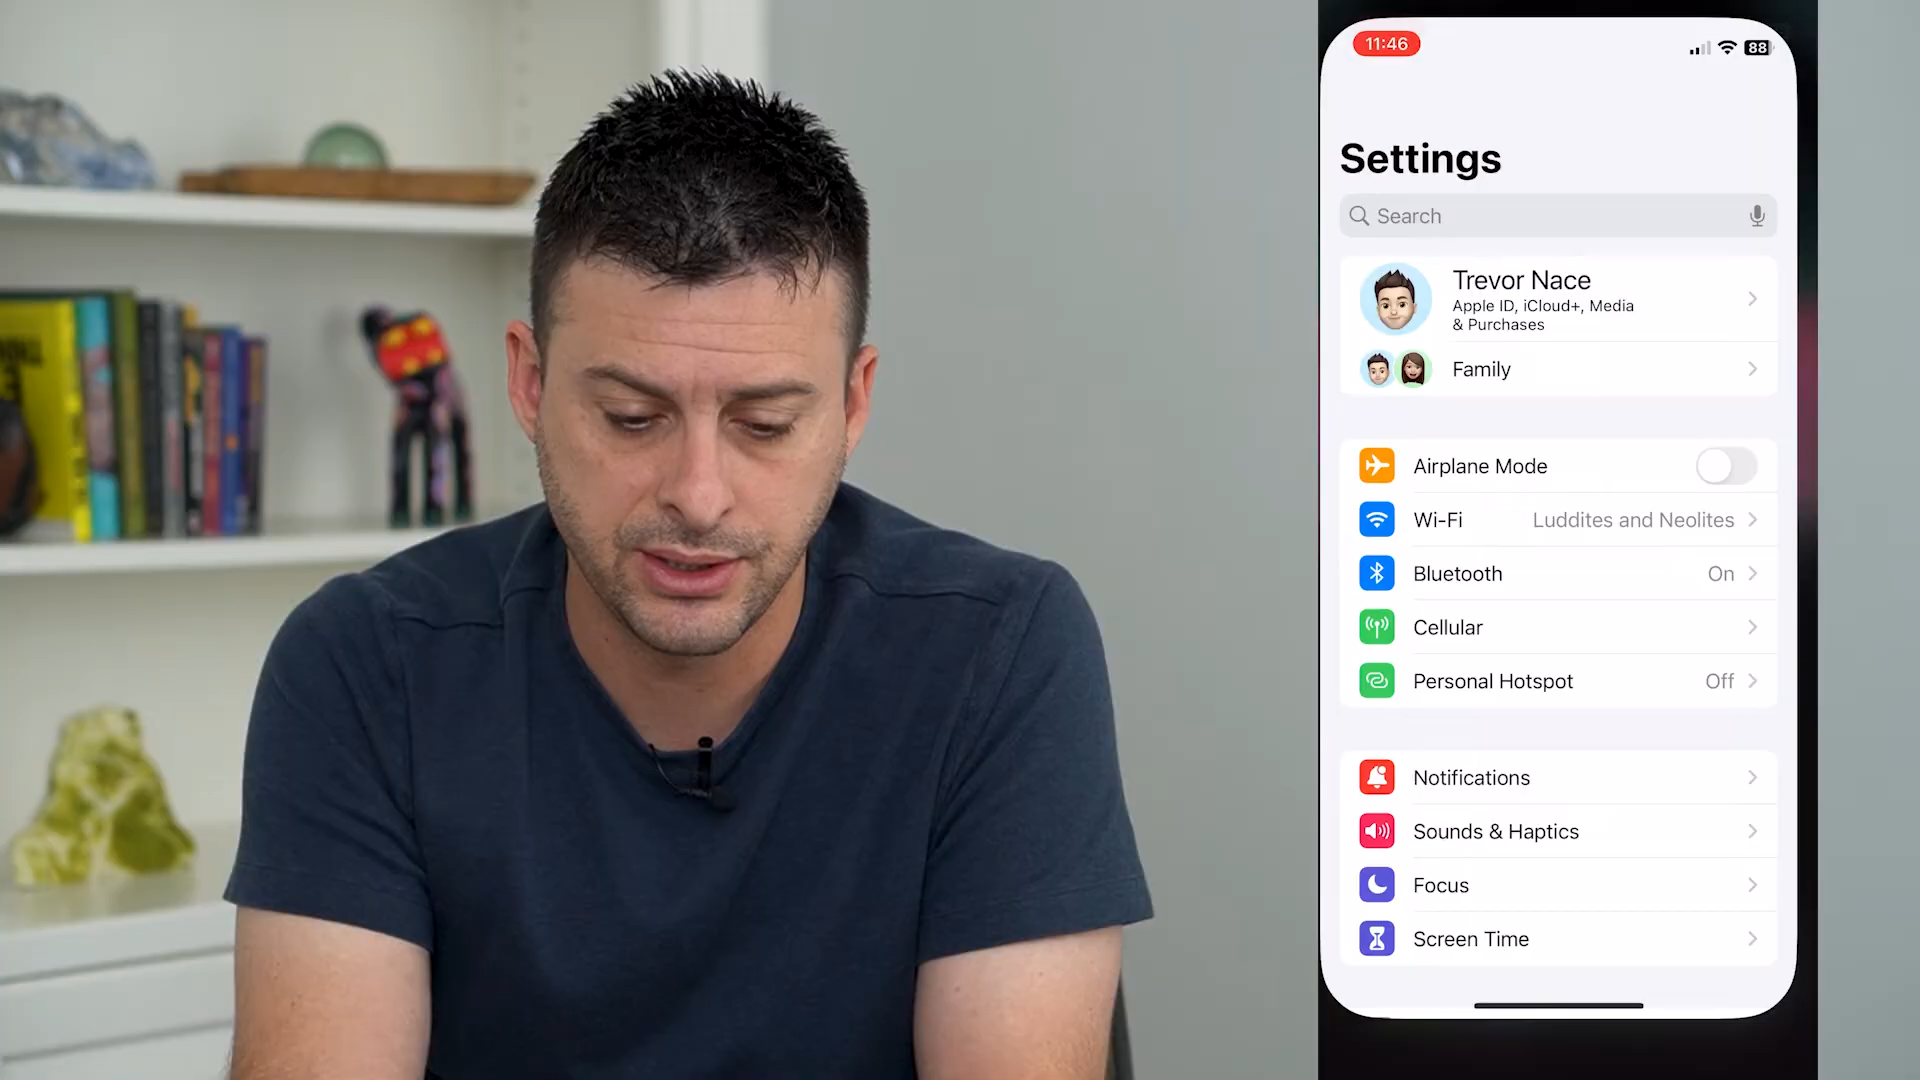 11:46
88
Settings
Search
Trevor Nace
Apple ID, iCloud+, Media
& Purchases
Family
Airplane Mode
Wi-Fi Luddites and Neolites
Bluetooth On
Cellular
Personal Hotspot Off
Notifications
Sounds & Haptics
Focus
Screen Time